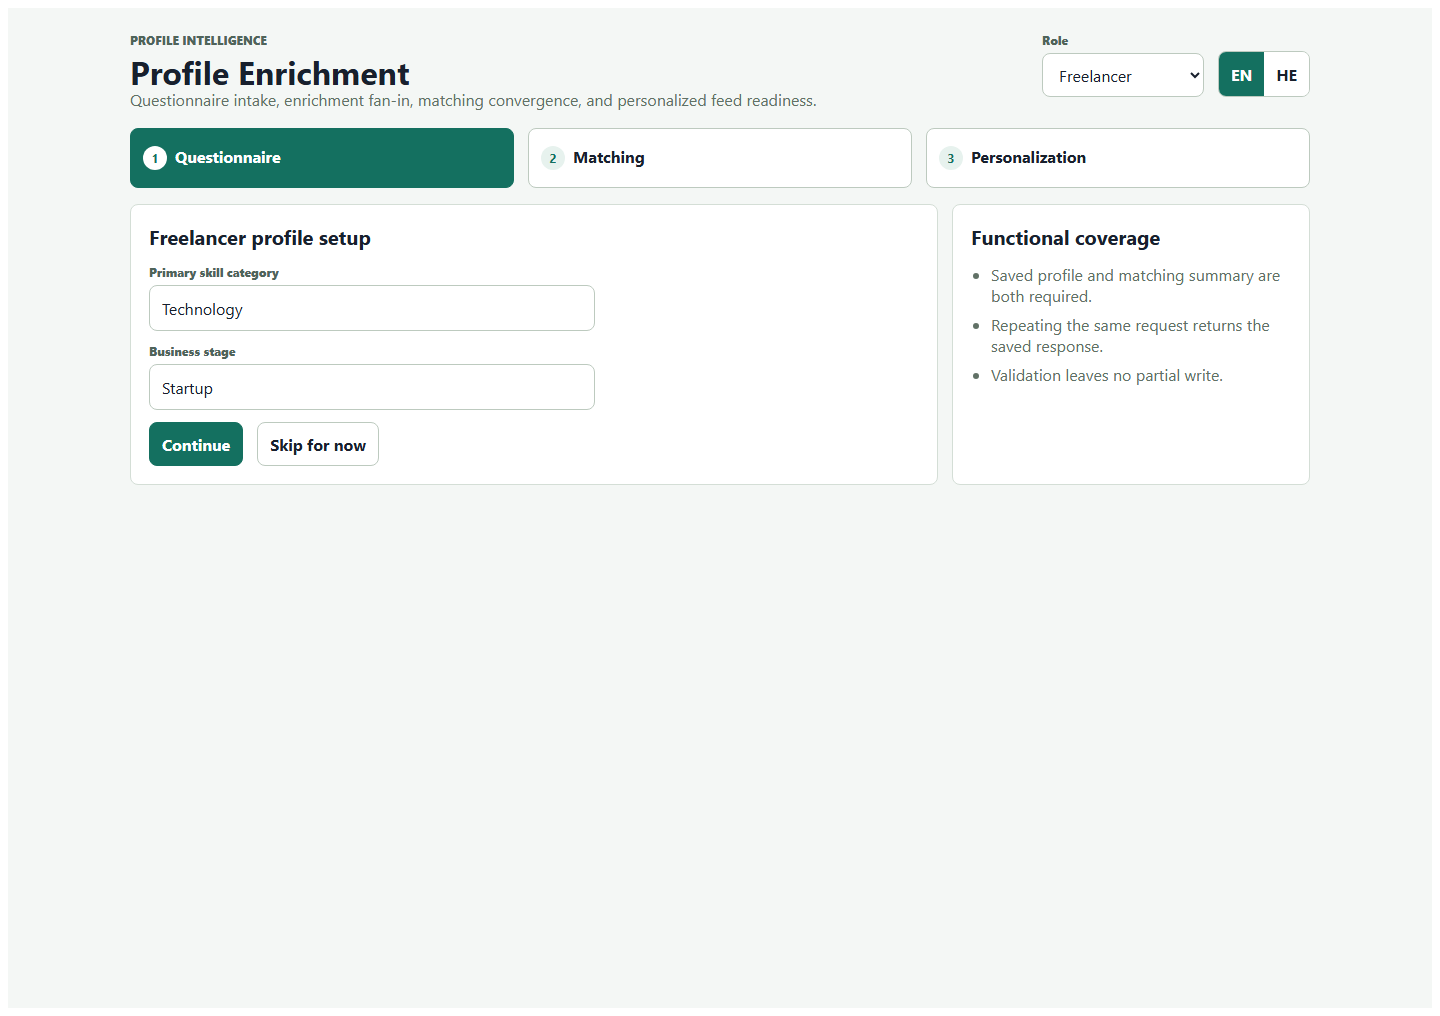 PROFILE INTELLIGENCE
Profile Enrichment
Questionnaire intake, enrichment fan-in, matching convergence, and personalized feed readiness.
Role
Freelancer
EN HE
1 Questionnaire
2 Matching
3 Personalization
Freelancer profile setup
Primary skill category
Technology
Business stage
Startup
Continue
Skip for now
Functional coverage
• Saved profile and matching summary are
both required.
• Repeating the same request returns the
saved response.
• Validation leaves no partial write.